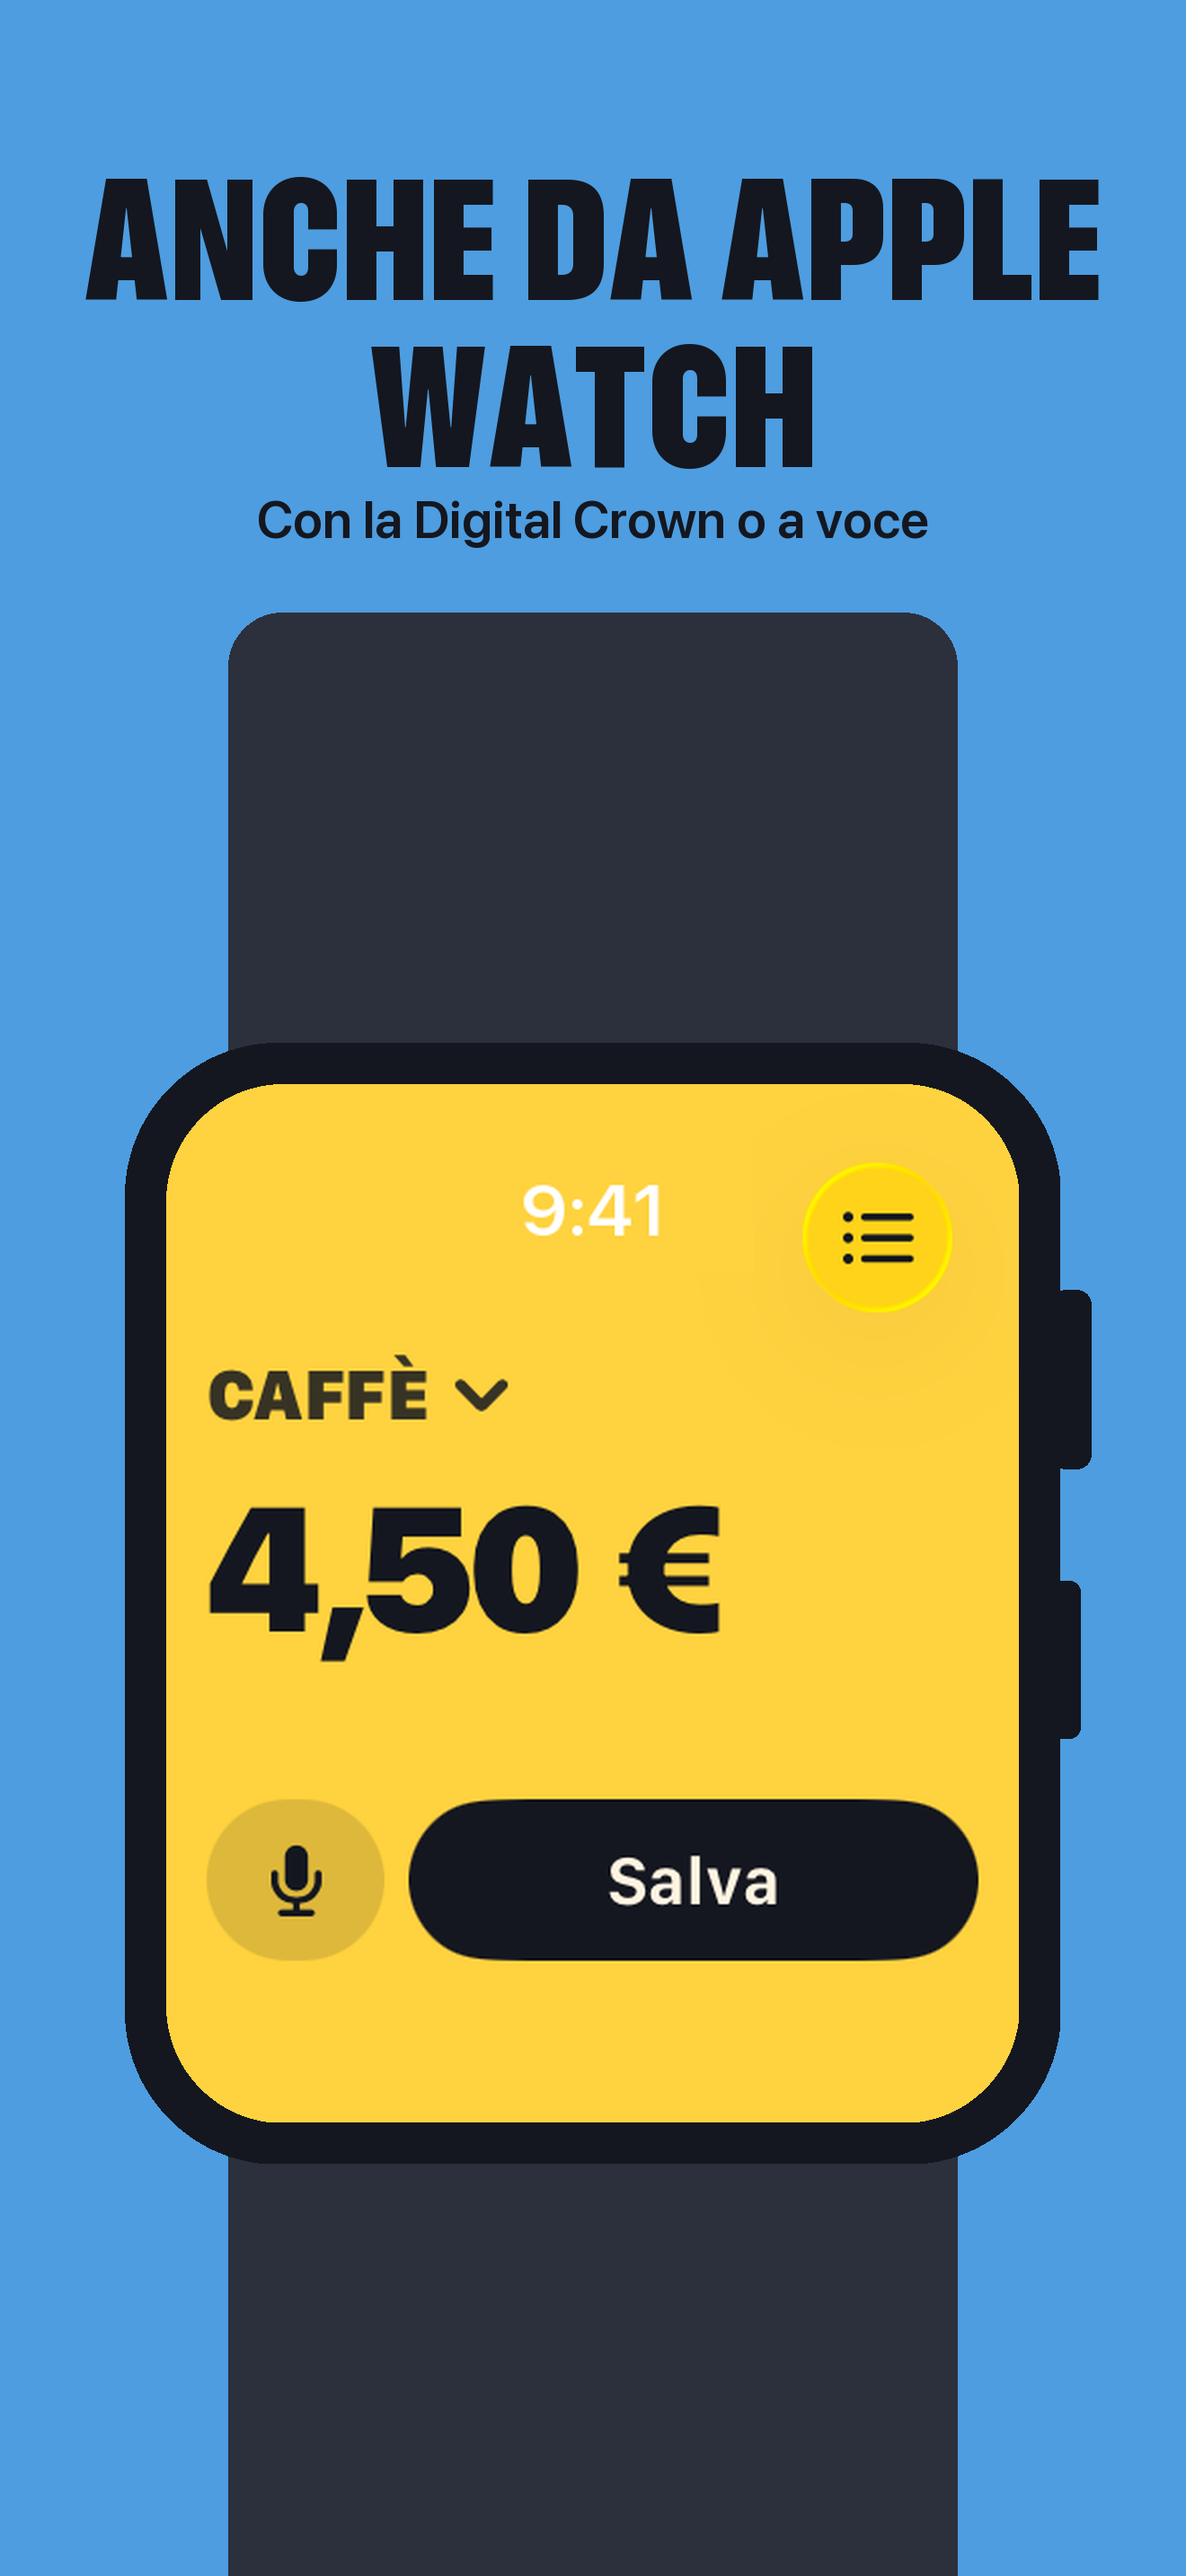 ANCHE DA APPLE
WATCH
Con la Digital Crown o a voce
9:41
CAFFÈ
4,50 €
Salva